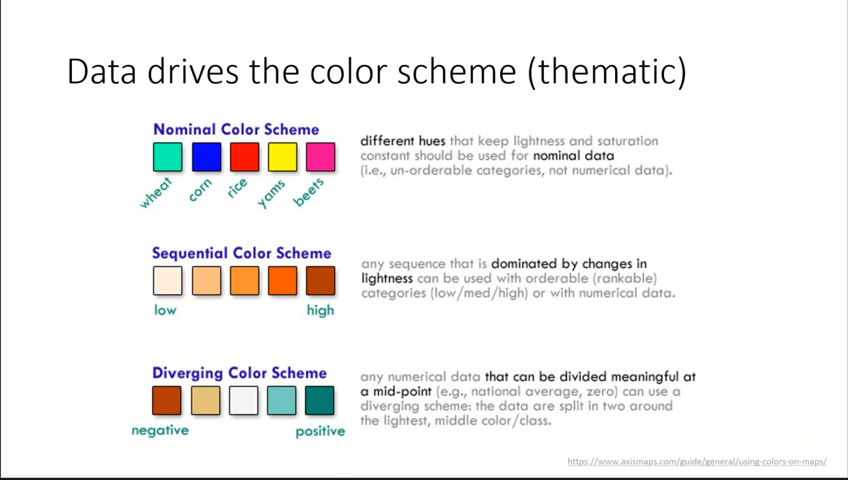 Data drives the color scheme (thematic)
Nominal Color Scheme
wheat
corn
rice
yams
beets
different hues that keep lightness and saturation
constant should be used for nominal data
(i.e., un-orderable categories, not numerical data).
Sequential Color Scheme
low
high
any sequence that is dominated by changes in
lightness can be used with orderable (rankable)
categories (low/med/high) or with numerical data.
Diverging Color Scheme
negative
positive
any numerical data that can be divided meaningful at
a mid-point (e.g., national average, zero) can use a
diverging scheme: the data are split in two around
the lightest, middle color/class.
https://www.axismaps.com/guide/general/using-colors-on-maps/